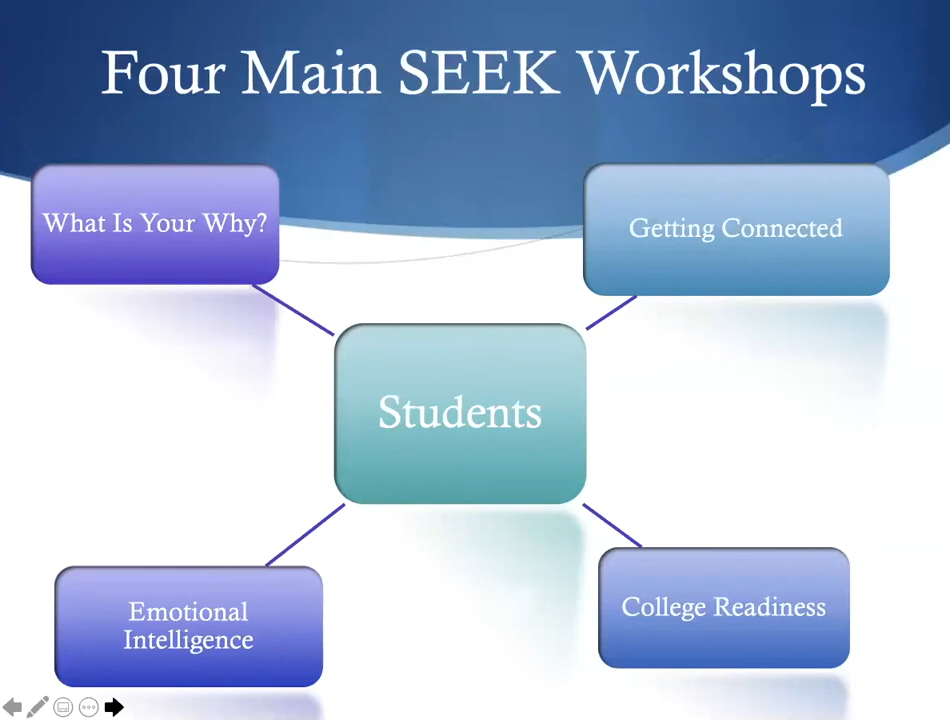 Four Main SEEK Workshops
What Is Your Why?
Getting Connected
Students
Emotional
Intelligence
College Readiness